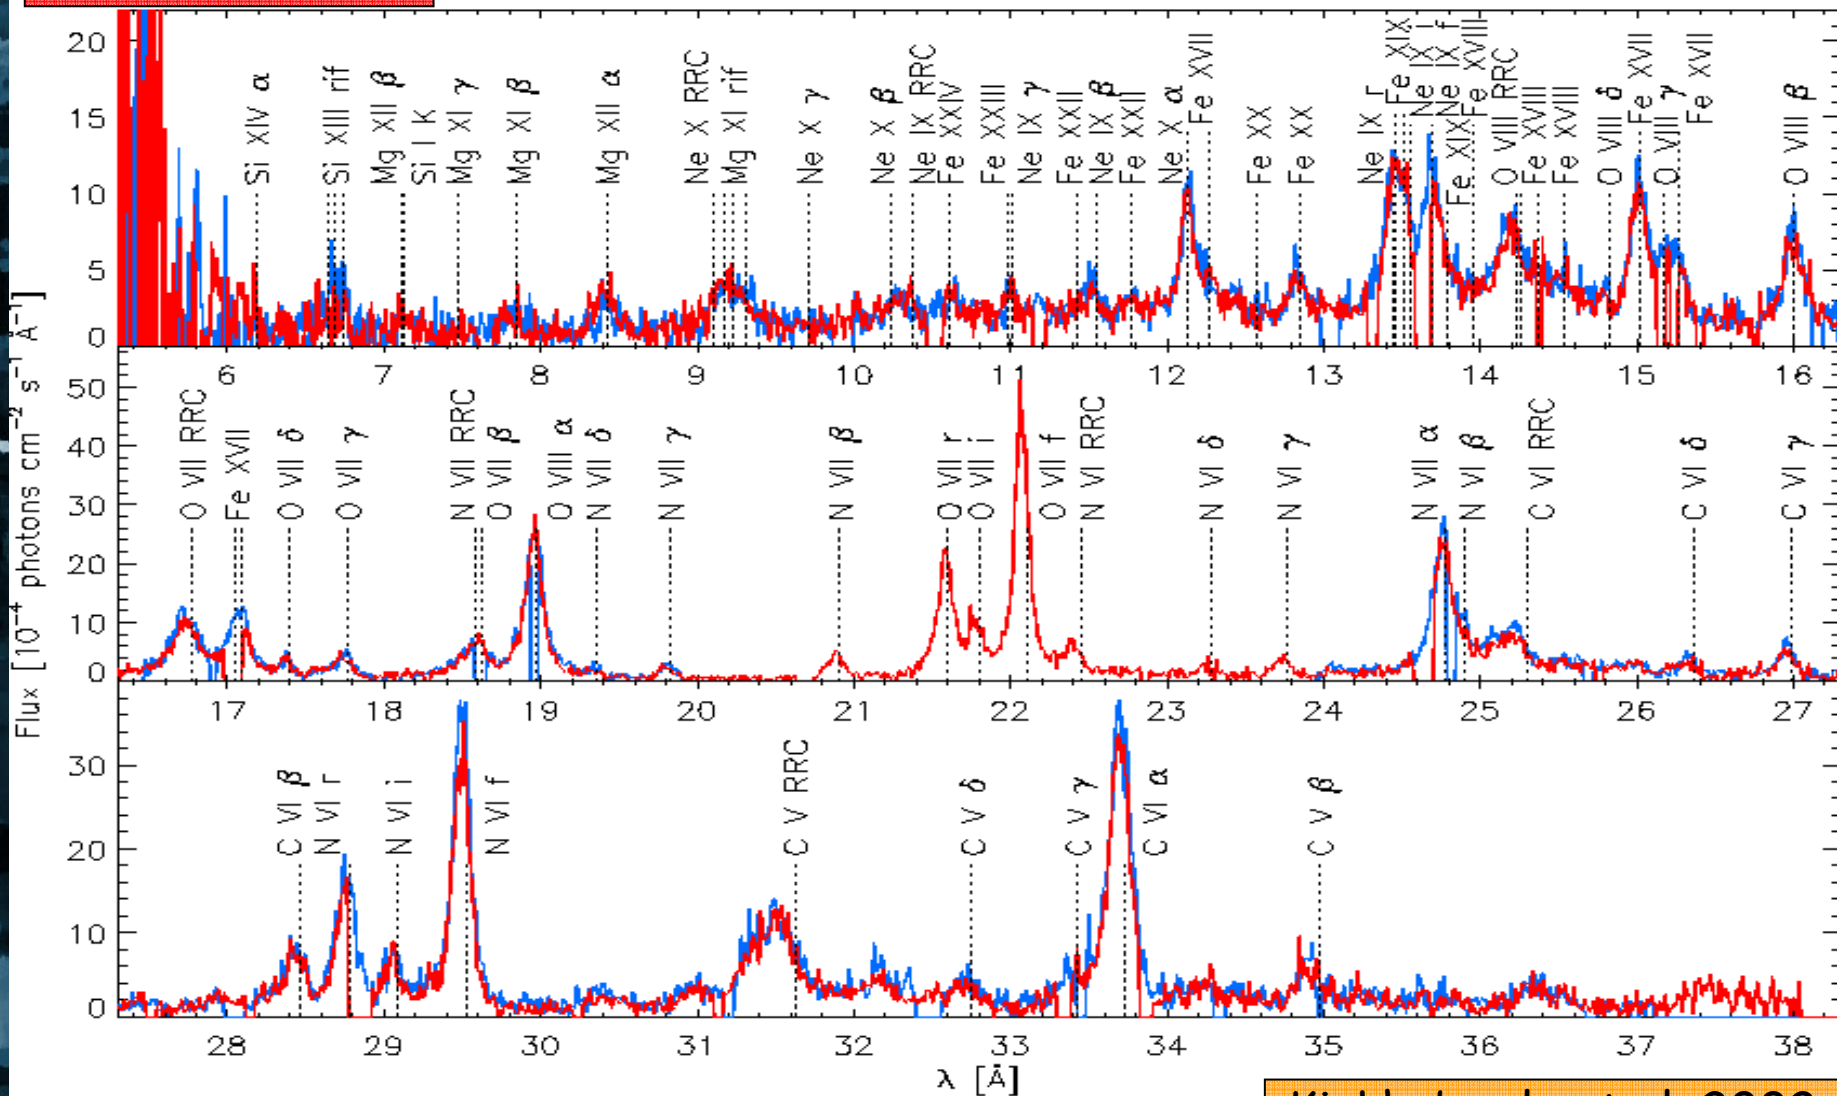 Flux [10⁻⁴ photons cm⁻² s⁻¹ Å⁻¹]
20
15
10
5
0
Si XIV α
Si XIII rif
Mg XII β
Si I K
Mg XI γ
Mg XI β
Mg XII α
Ne X RRC
Mg XI rif
Ne X γ
Ne X β
Ne IX RRC
Fe XXIV
Fe XXIII
Ne IX γ
Fe XXII
Ne IX β
Fe XXII
Ne X α
Fe XVII
Fe XX
Fe XX
Ne IX r
Fe XIX
Ne IX i
Ne IX f
Fe XIX
Fe XVIII
O VIII RRC
Fe XVIII
Fe XVIII
O VIII δ
Fe XVII
O VIII γ
Fe XVII
O VIII β
6 7 8 9 10 11 12 13 14 15 16
50
40
30
20
10
0
O VII RRC
Fe XVII
O VII δ
O VII γ
N VII RRC
O VII β
O VIII α
N VII δ
N VII γ
N VII β
O VII r
O VII i
O VII f
N VI RRC
N VI δ
N VI γ
N VII α
N VI β
C VI RRC
C VI δ
C VI γ
17 18 19 20 21 22 23 24 25 26 27
30
20
10
0
C VI β
N VI r
N VI i
N VI f
C V RRC
C V δ
C V γ
C VI α
C V β
28 29 30 31 32 33 34 35 36 37 38
λ [Å]